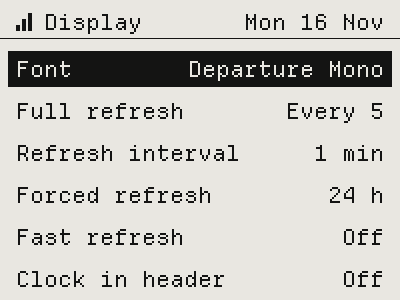 Display Mon 16 Nov
Font Departure Mono
Full refresh Every 5
Refresh interval 1 min
Forced refresh 24 h
Fast refresh Off
Clock in header Off